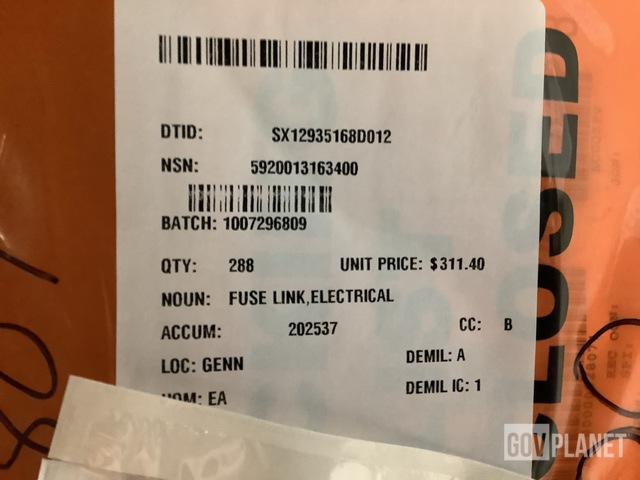 DTID: SX12935168D012
NSN: 5920013163400
BATCH: 1007296809
QTY: 288 UNIT PRICE: $311.40
NOUN: FUSE LINK,ELECTRICAL
ACCUM: 202537 CC: B
LOC: GENN DEMIL: A
UOM: EA DEMIL IC: 1
CLOSED
GOVPLANET